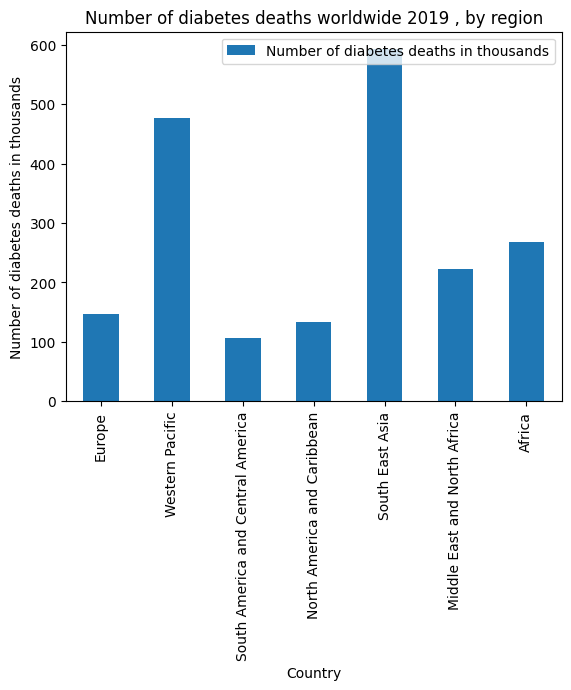 Number of diabetes deaths worldwide 2019 , by region
Number of diabetes deaths in thousands
Number of diabetes deaths in thousands
600
500
400
300
200
100
0
Europe
Western Pacific
South America and Central America
North America and Caribbean
South East Asia
Middle East and North Africa
Africa
Country